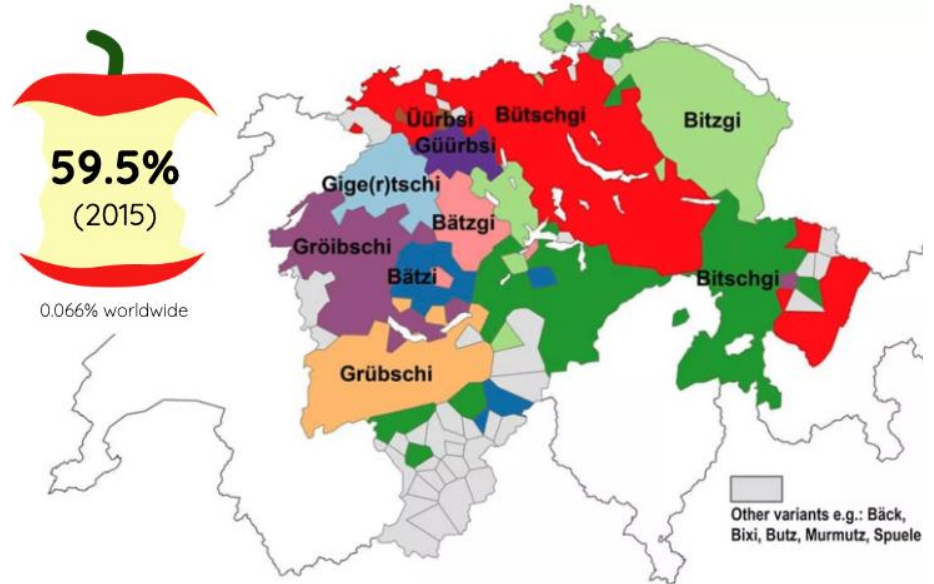 59.5%
(2015)
0.066% worldwide
Üürbsi
Bütschgi
Bitzgi
Güürbsi
Gige(r)tschi
Bätzgi
Gröibschi
Bätzi
Bitschgi
Grübschi
Other variants e.g.: Bäck,
Bixi, Butz, Murmutz, Spuele